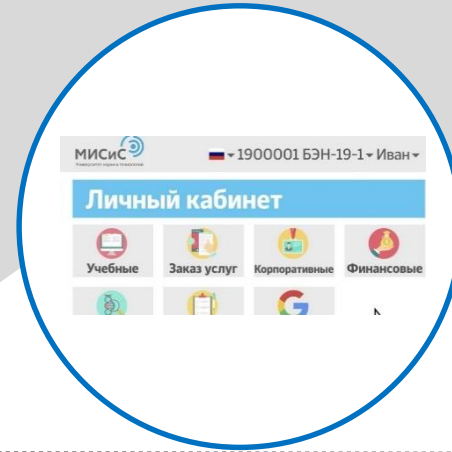 МИСиС
1900001 БЭН-19-1 Иван
Личный кабинет
Учебные Заказ услуг Корпоративные Финансовые